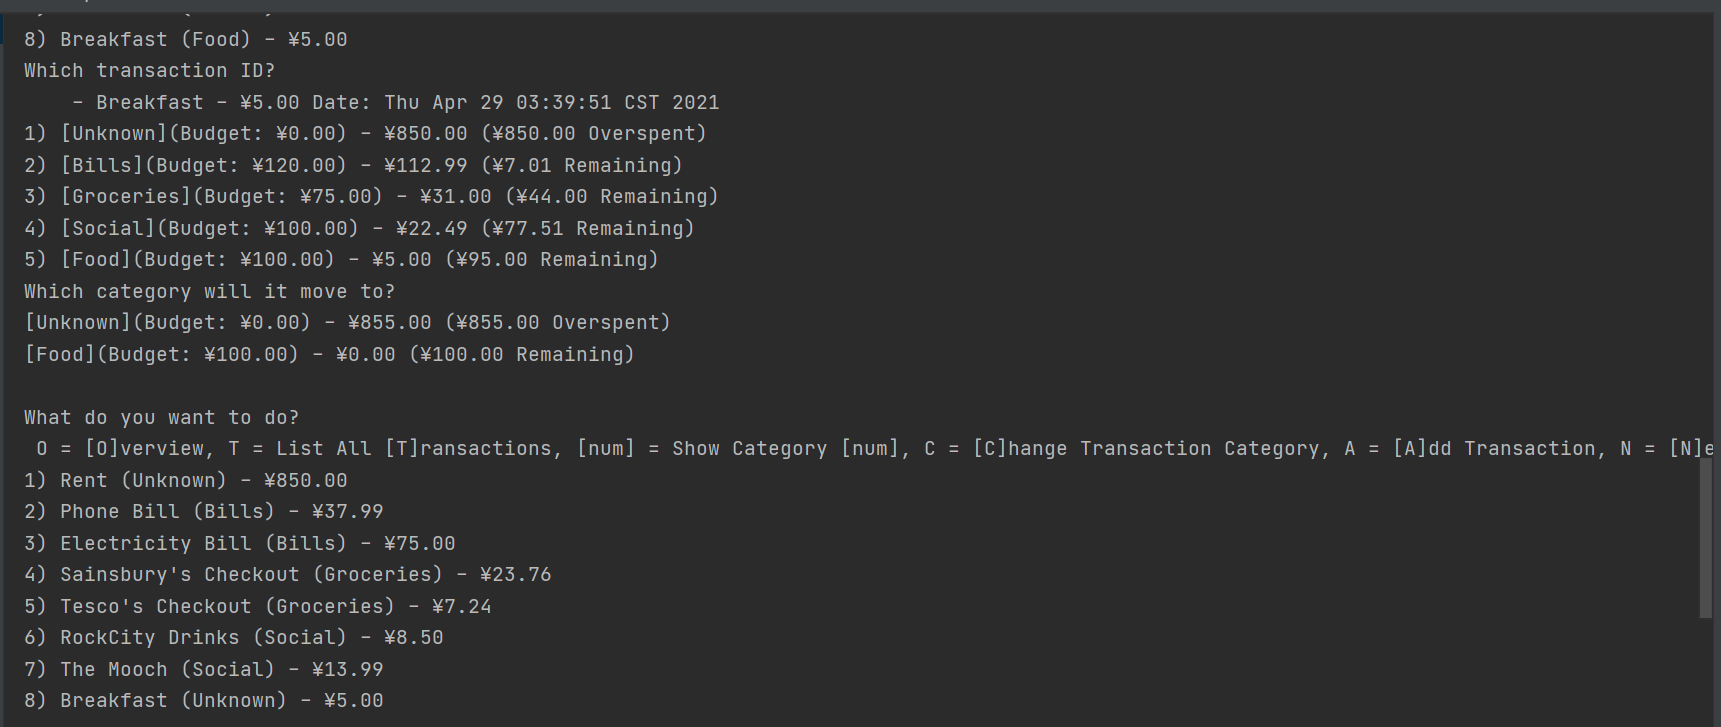 8) Breakfast (Food) - ¥5.00
Which transaction ID?
    - Breakfast - ¥5.00 Date: Thu Apr 29 03:39:51 CST 2021
1) [Unknown](Budget: ¥0.00) - ¥850.00 (¥850.00 Overspent)
2) [Bills](Budget: ¥120.00) - ¥112.99 (¥7.01 Remaining)
3) [Groceries](Budget: ¥75.00) - ¥31.00 (¥44.00 Remaining)
4) [Social](Budget: ¥100.00) - ¥22.49 (¥77.51 Remaining)
5) [Food](Budget: ¥100.00) - ¥5.00 (¥95.00 Remaining)
Which category will it move to?
[Unknown](Budget: ¥0.00) - ¥855.00 (¥855.00 Overspent)
[Food](Budget: ¥100.00) - ¥0.00 (¥100.00 Remaining)
What do you want to do?
 O = [O]verview, T = List All [T]ransactions, [num] = Show Category [num], C = [C]hange Transaction Category, A = [A]dd Transaction, N = [N]e
1) Rent (Unknown) - ¥850.00
2) Phone Bill (Bills) - ¥37.99
3) Electricity Bill (Bills) - ¥75.00
4) Sainsbury's Checkout (Groceries) - ¥23.76
5) Tesco's Checkout (Groceries) - ¥7.24
6) RockCity Drinks (Social) - ¥8.50
7) The Mooch (Social) - ¥13.99
8) Breakfast (Unknown) - ¥5.00